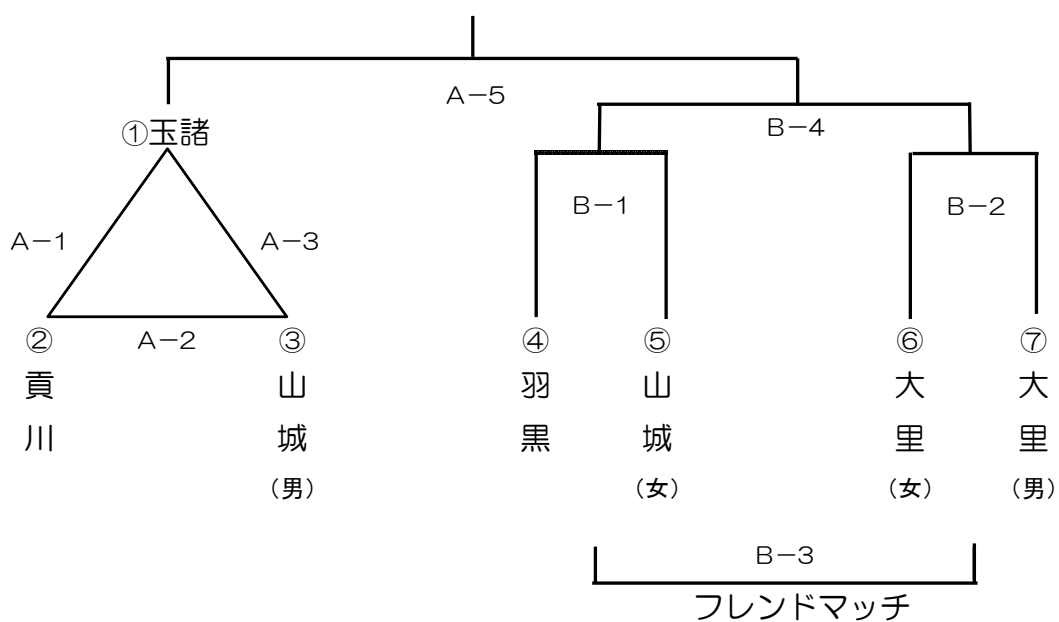 A－5
B－4
①玉諸
B－1
B－2
A－1
A－3
② A－2 ③ ④ ⑤ ⑥ ⑦
貢川
山城（男）
羽黒
山城（女）
大里（女）
大里（男）
B－3
フレンドマッチ